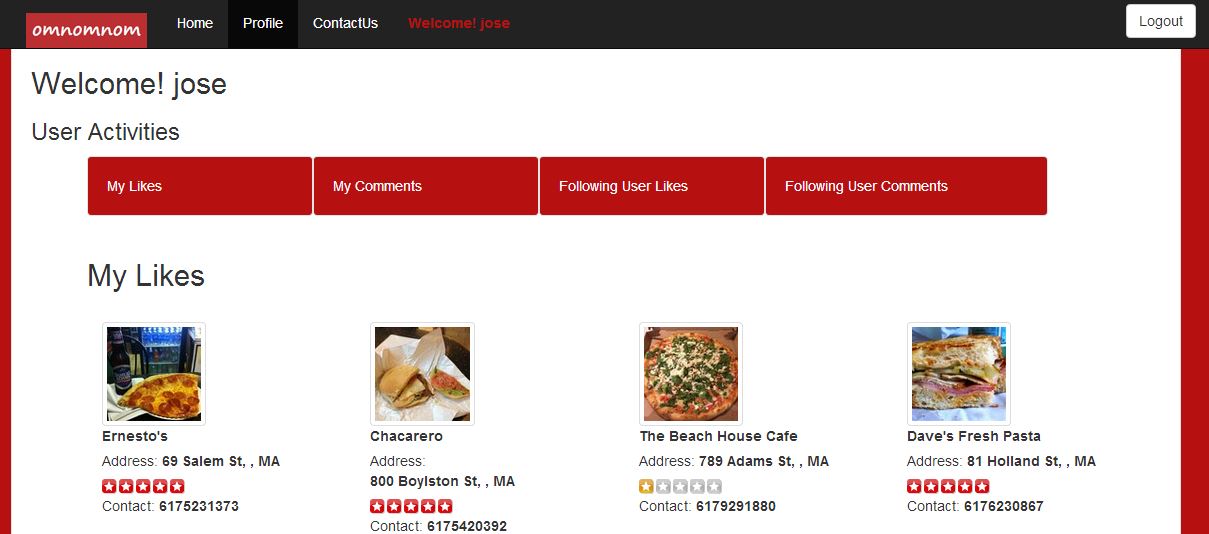 omnomnom Home Profile ContactUs Welcome! jose Logout
Welcome! jose
User Activities
My Likes My Comments Following User Likes Following User Comments
My Likes
Ernesto's
Address: 69 Salem St, , MA
Contact: 6175231373
Chacarero
Address:
800 Boylston St, , MA
Contact: 6175420392
The Beach House Cafe
Address: 789 Adams St, , MA
Contact: 6179291880
Dave's Fresh Pasta
Address: 81 Holland St, , MA
Contact: 6176230867